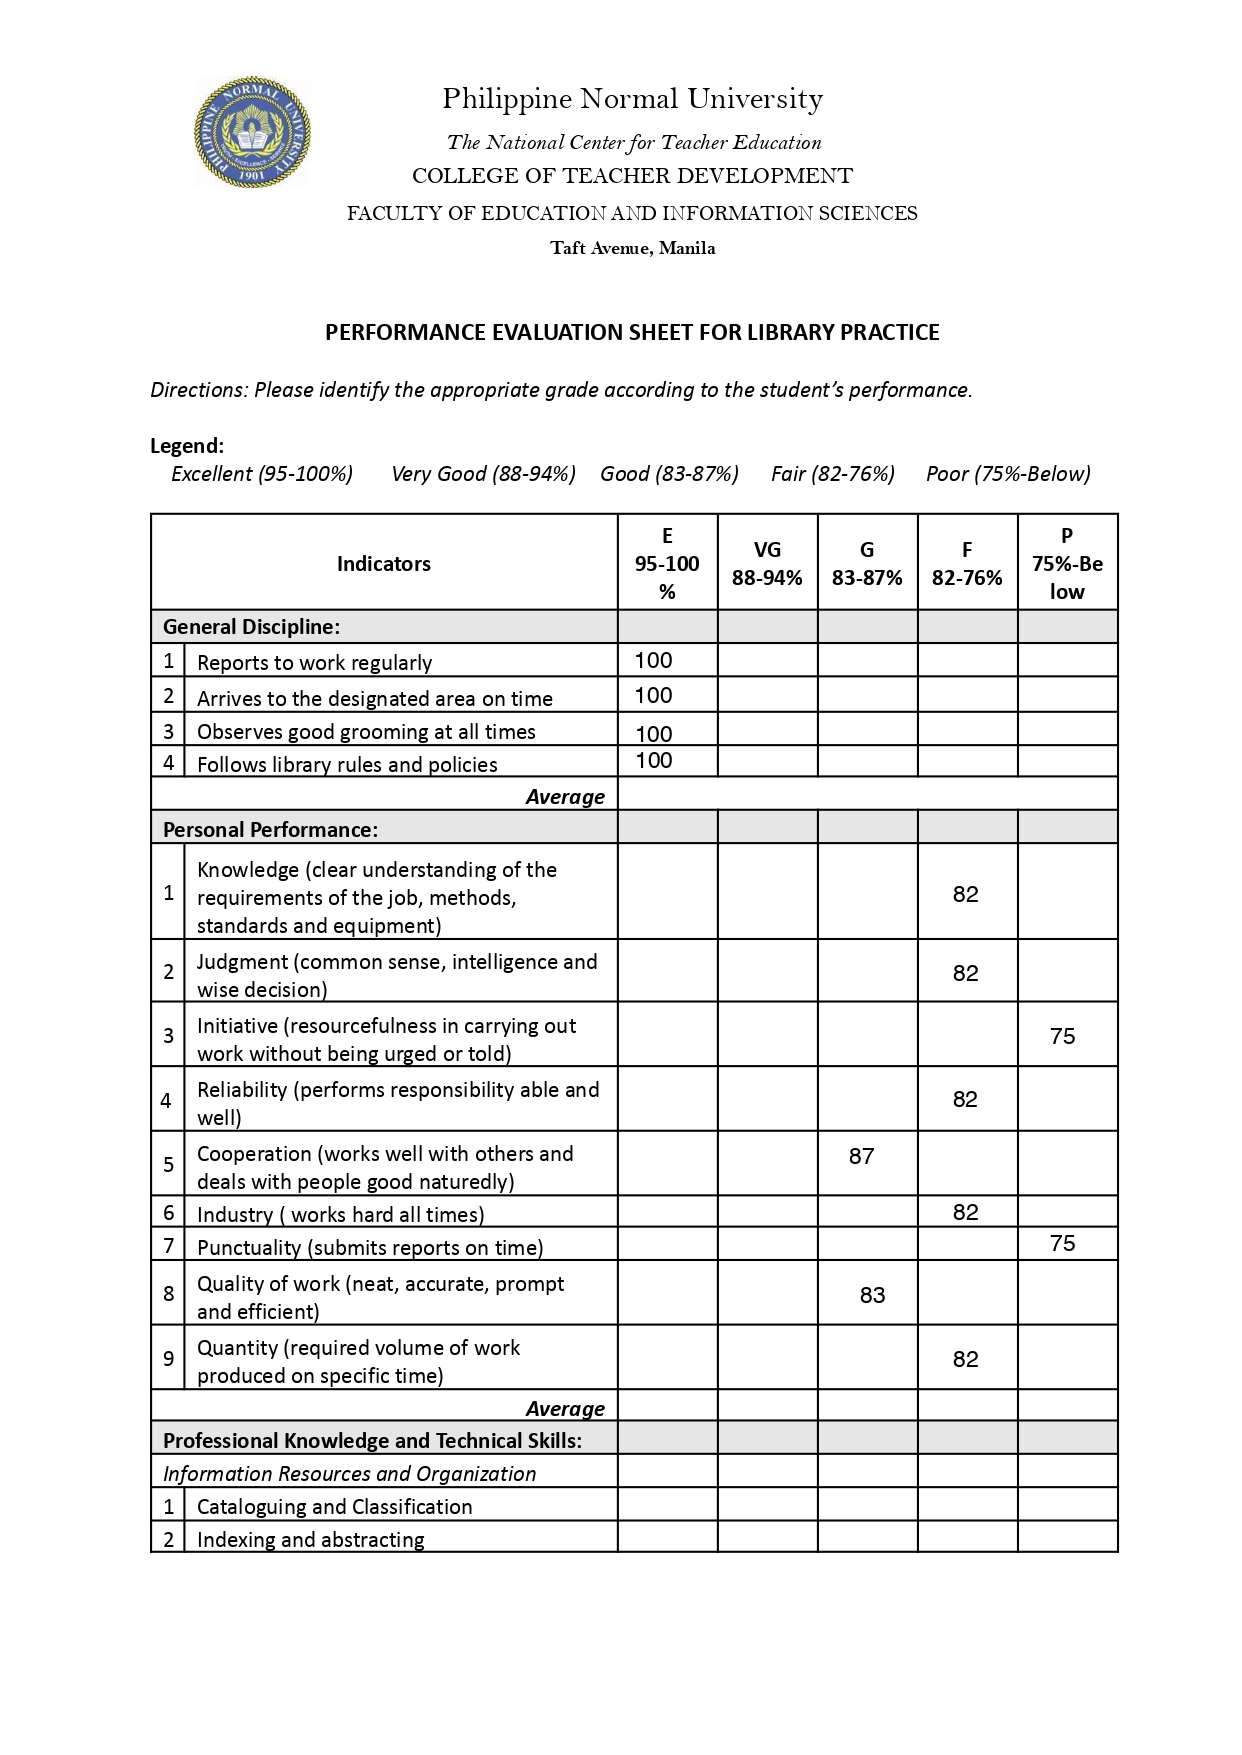 PHILIPPINE NORMAL UNIVERSITY
1901
Philippine Normal University
The National Center for Teacher Education
COLLEGE OF TEACHER DEVELOPMENT
FACULTY OF EDUCATION AND INFORMATION SCIENCES
Taft Avenue, Manila
PERFORMANCE EVALUATION SHEET FOR LIBRARY PRACTICE
Directions: Please identify the appropriate grade according to the student’s performance.
Legend:
Excellent (95-100%) Very Good (88-94%) Good (83-87%) Fair (82-76%) Poor (75%-Below)
Indicators
E
95-100
%
VG
88-94%
G
83-87%
F
82-76%
P
75%-Be
low
General Discipline:
1 Reports to work regularly 100
2 Arrives to the designated area on time 100
3 Observes good grooming at all times 100
4 Follows library rules and policies 100
Average
Personal Performance:
1 Knowledge (clear understanding of the
requirements of the job, methods, 82
standards and equipment)
2 Judgment (common sense, intelligence and 82
wise decision)
3 Initiative (resourcefulness in carrying out 75
work without being urged or told)
4 Reliability (performs responsibility able and 82
well)
5 Cooperation (works well with others and 87
deals with people good naturedly)
6 Industry ( works hard all times) 82
7 Punctuality (submits reports on time) 75
8 Quality of work (neat, accurate, prompt 83
and efficient)
9 Quantity (required volume of work 82
produced on specific time)
Average
Professional Knowledge and Technical Skills:
Information Resources and Organization
1 Cataloguing and Classification
2 Indexing and abstracting